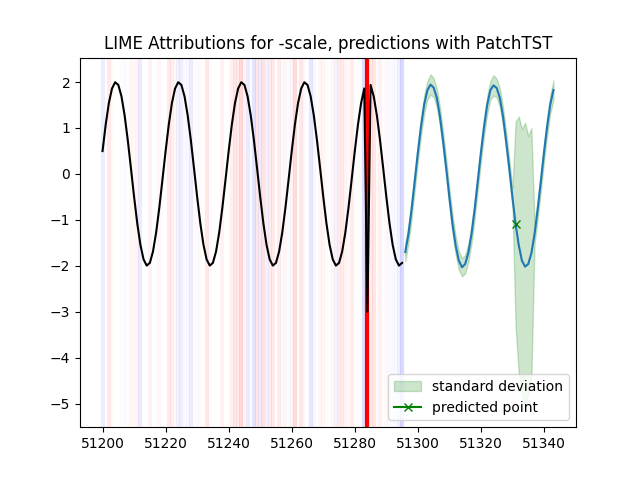 LIME Attributions for -scale, predictions with PatchTST
2
1
0
−1
−2
−3
−4
−5
standard deviation
predicted point
51200 51220 51240 51260 51280 51300 51320 51340